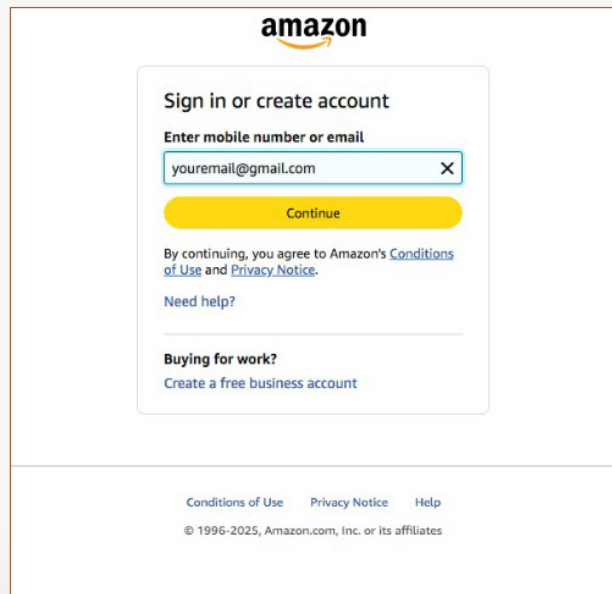 amazon
Sign in or create account
Enter mobile number or email
youremail@gmail.com
Continue
By continuing, you agree to Amazon's Conditions
of Use and Privacy Notice.
Need help?
Buying for work?
Create a free business account
Conditions of Use Privacy Notice Help
© 1996-2025, Amazon.com, Inc. or its affiliates